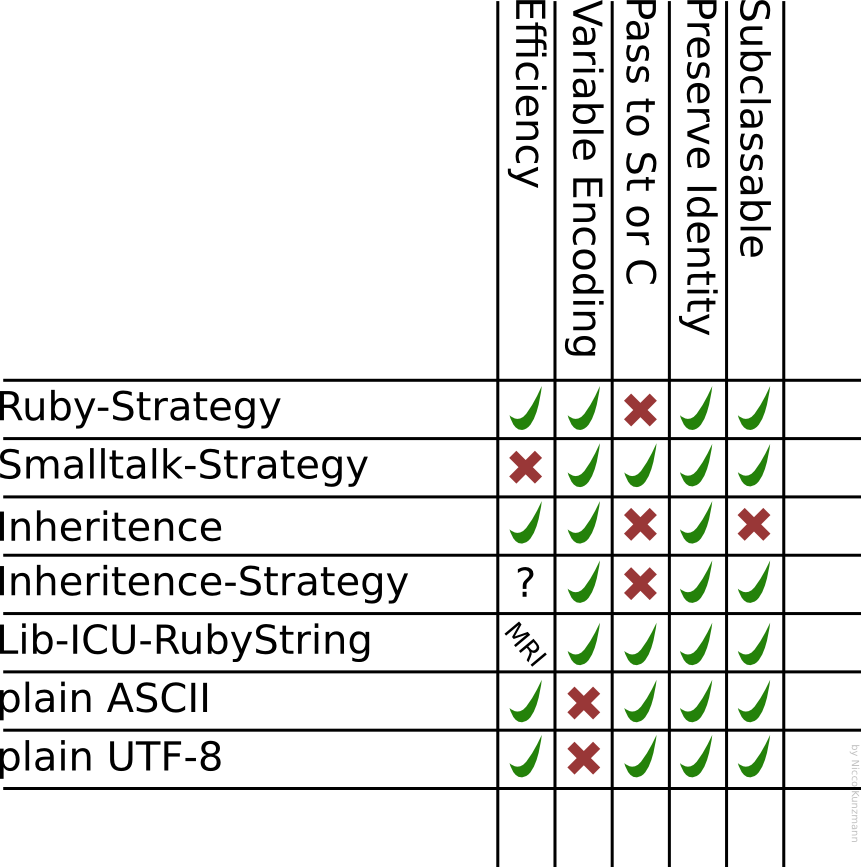 Efficiency
Variable Encoding
Pass to St or C
Preserve Identity
Subclassable
Ruby-Strategy
Smalltalk-Strategy
Inheritence
Inheritence-Strategy
?
Lib-ICU-RubyString
MRI
plain ASCII
plain UTF-8
by Nicco Kunzmann